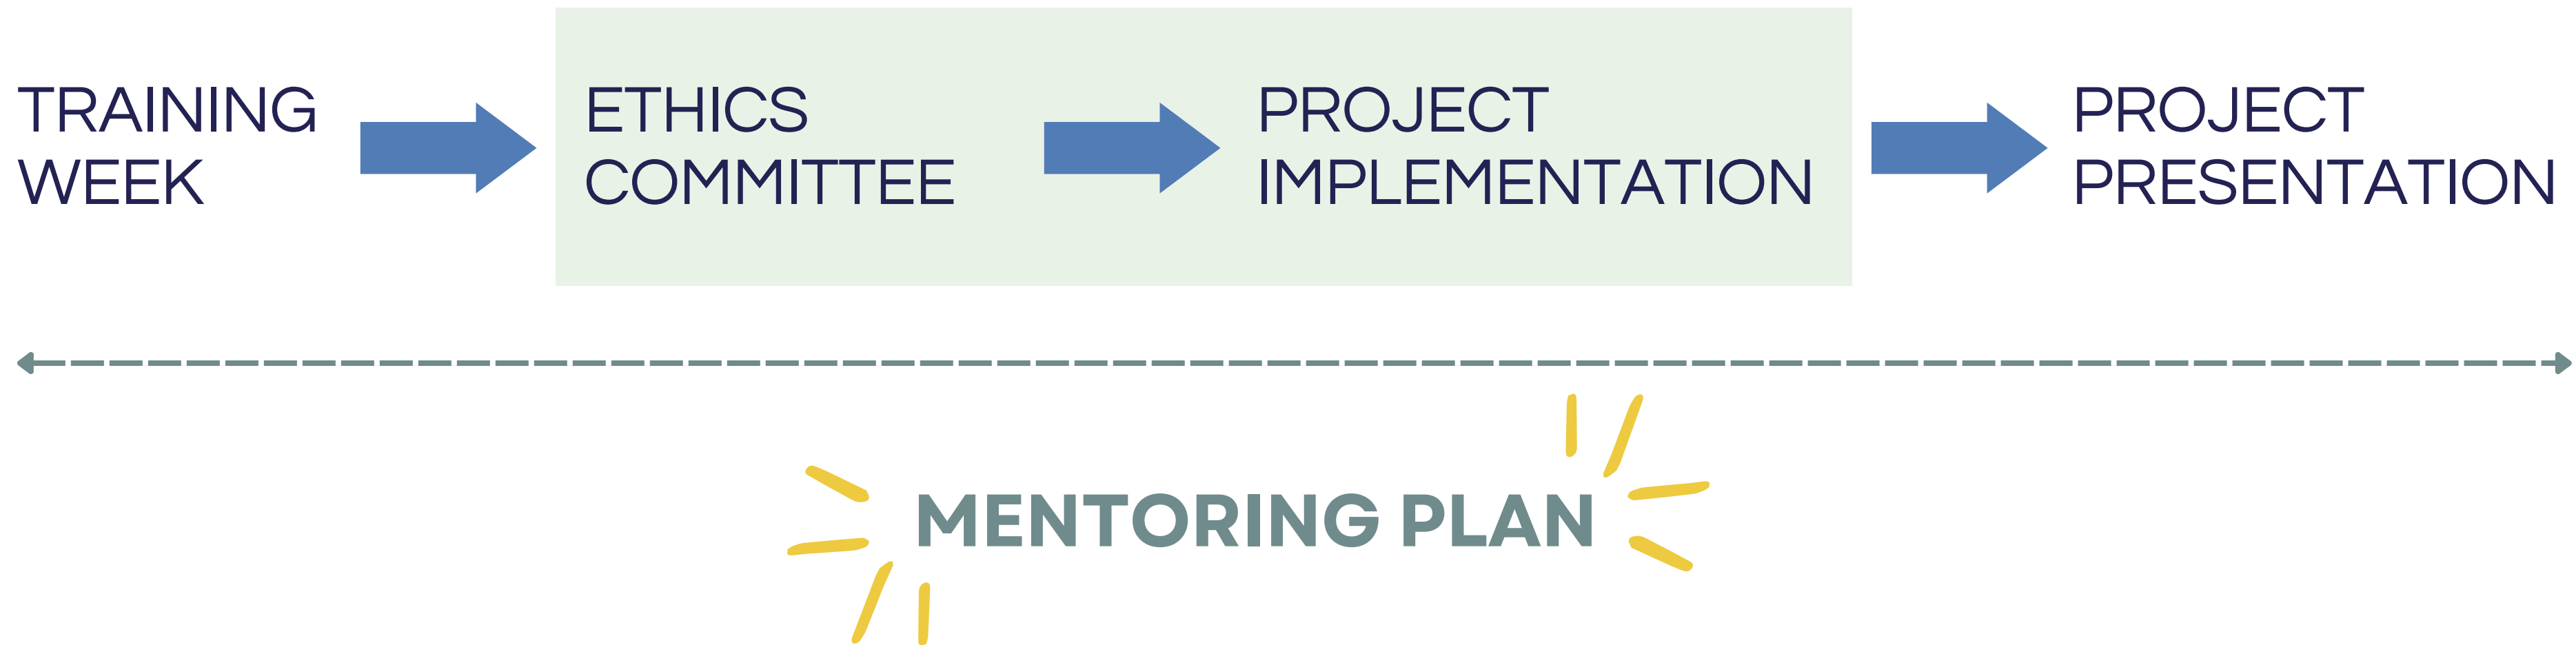 TRAINING
WEEK
ETHICS
COMMITTEE
PROJECT
IMPLEMENTATION
PROJECT
PRESENTATION
MENTORING PLAN